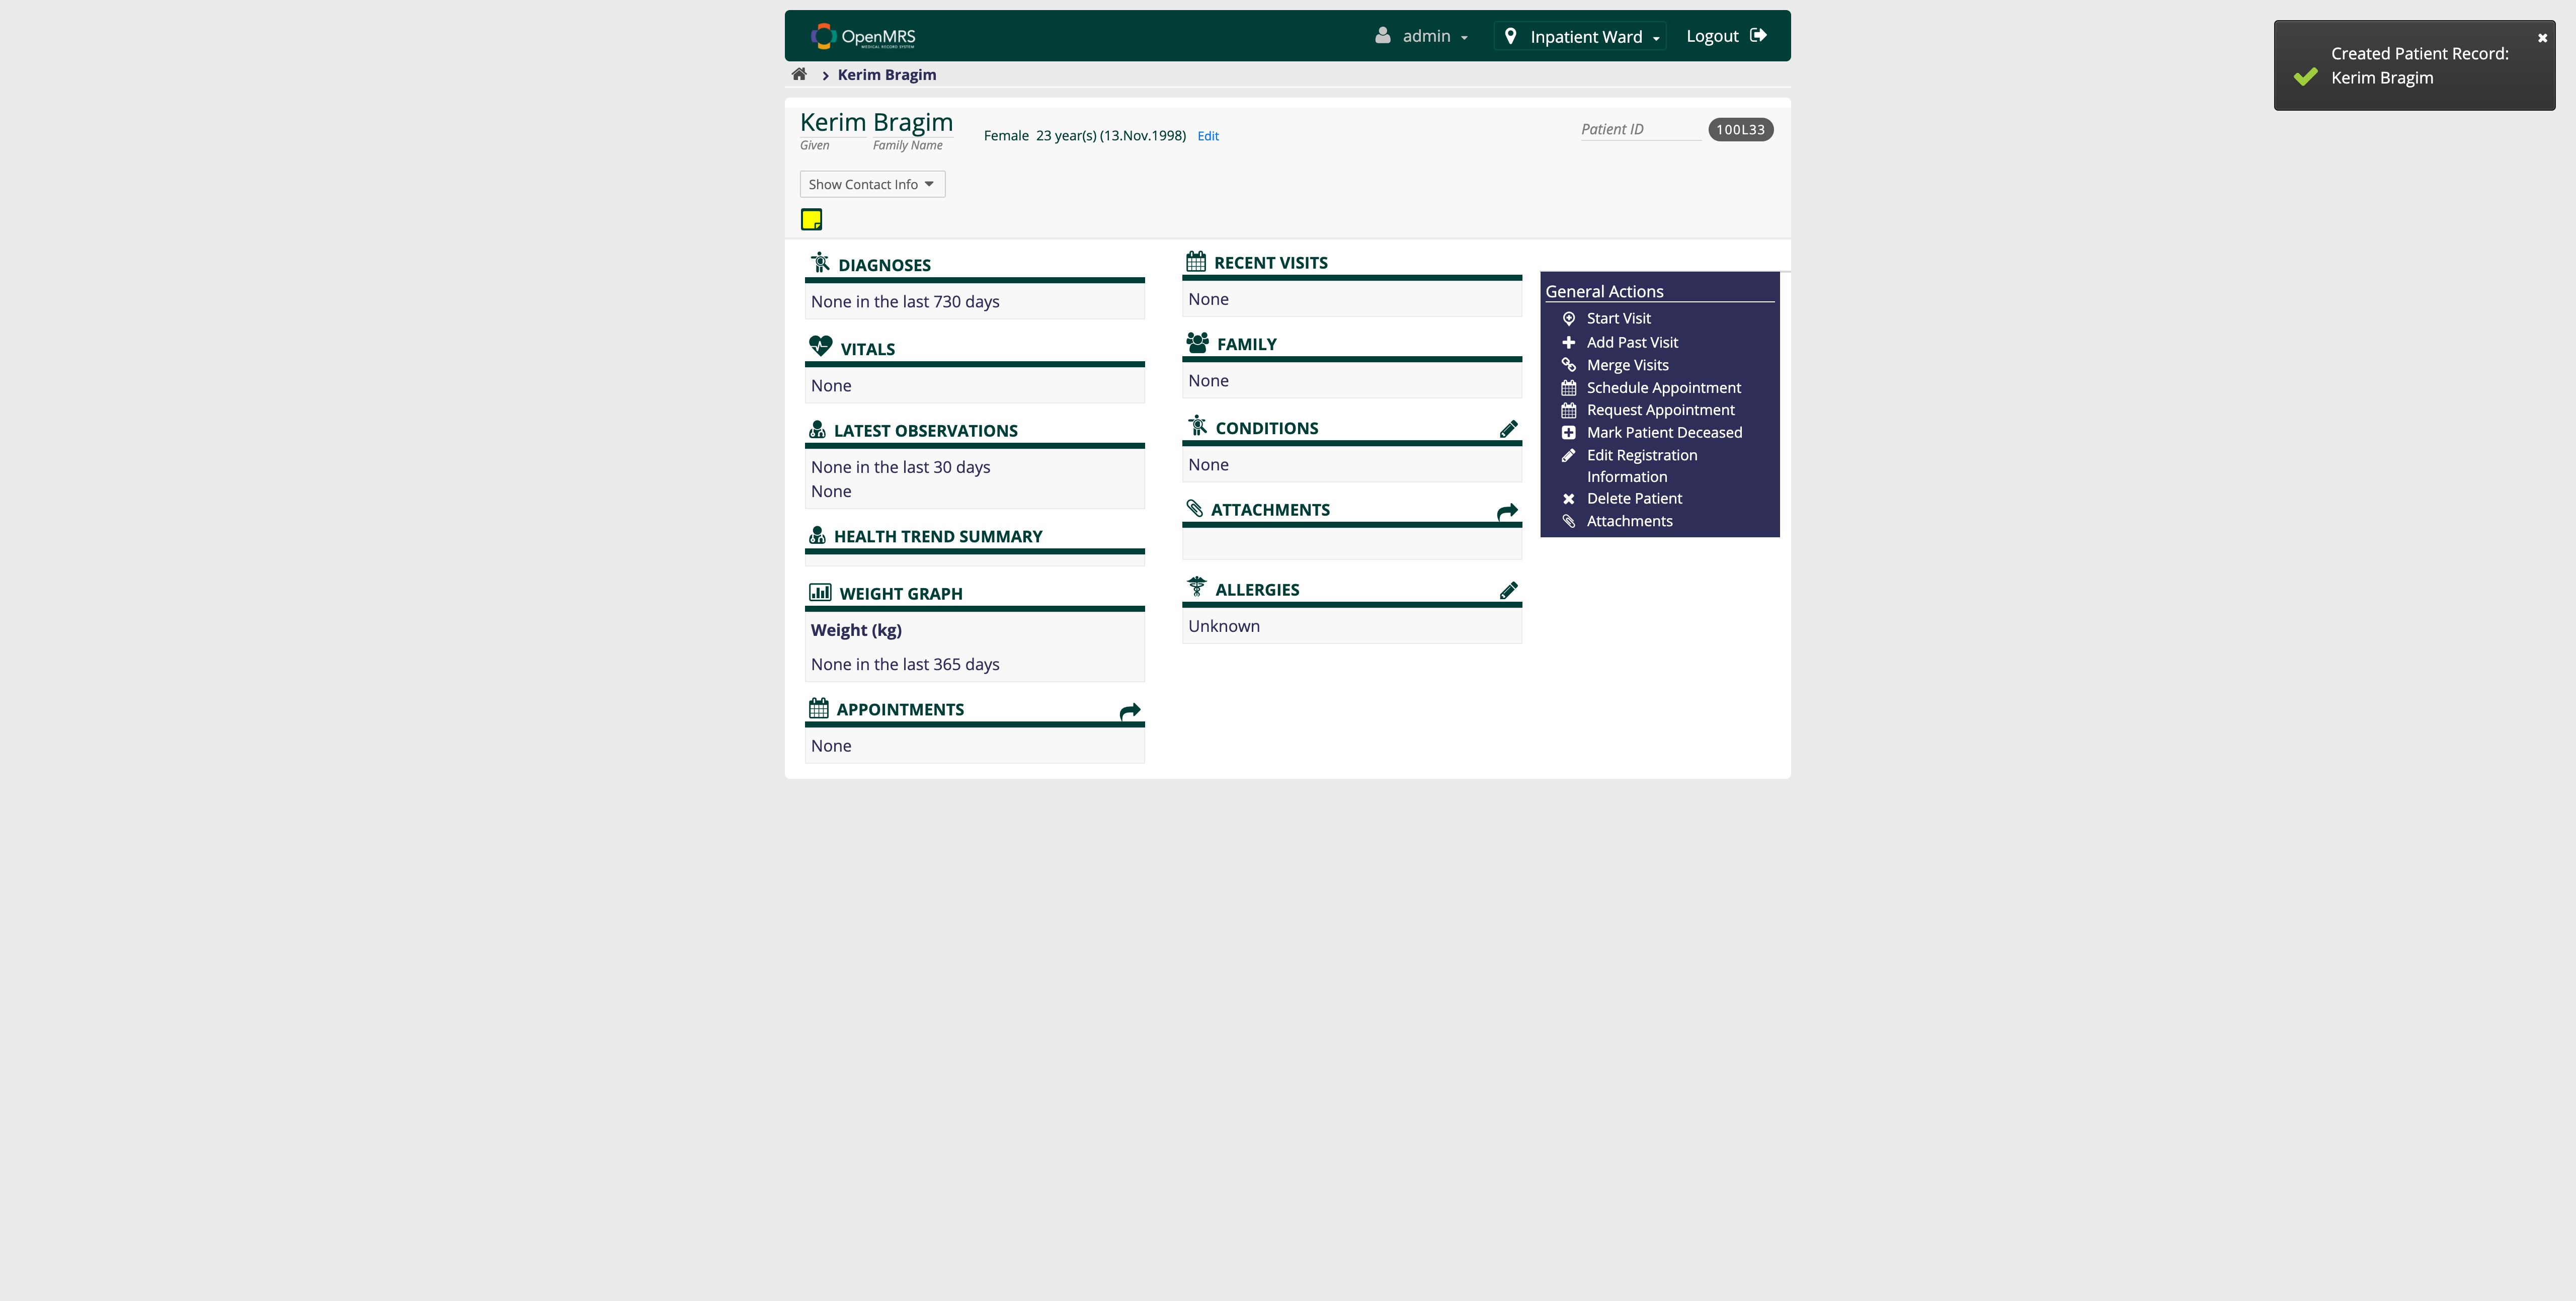 OpenMRS
MEDICAL RECORD SYSTEM
admin
Inpatient Ward
Logout
Kerim Bragim
Created Patient Record:
Kerim Bragim
Kerim Bragim
Given Family Name
Female 23 year(s) (13.Nov.1998) Edit
Patient ID 100L33
Show Contact Info
DIAGNOSES
None in the last 730 days
VITALS
None
LATEST OBSERVATIONS
None in the last 30 days
None
HEALTH TREND SUMMARY
WEIGHT GRAPH
Weight (kg)
None in the last 365 days
APPOINTMENTS
None
RECENT VISITS
None
FAMILY
None
CONDITIONS
None
ATTACHMENTS
ALLERGIES
Unknown
General Actions
Start Visit
Add Past Visit
Merge Visits
Schedule Appointment
Request Appointment
Mark Patient Deceased
Edit Registration
Information
Delete Patient
Attachments